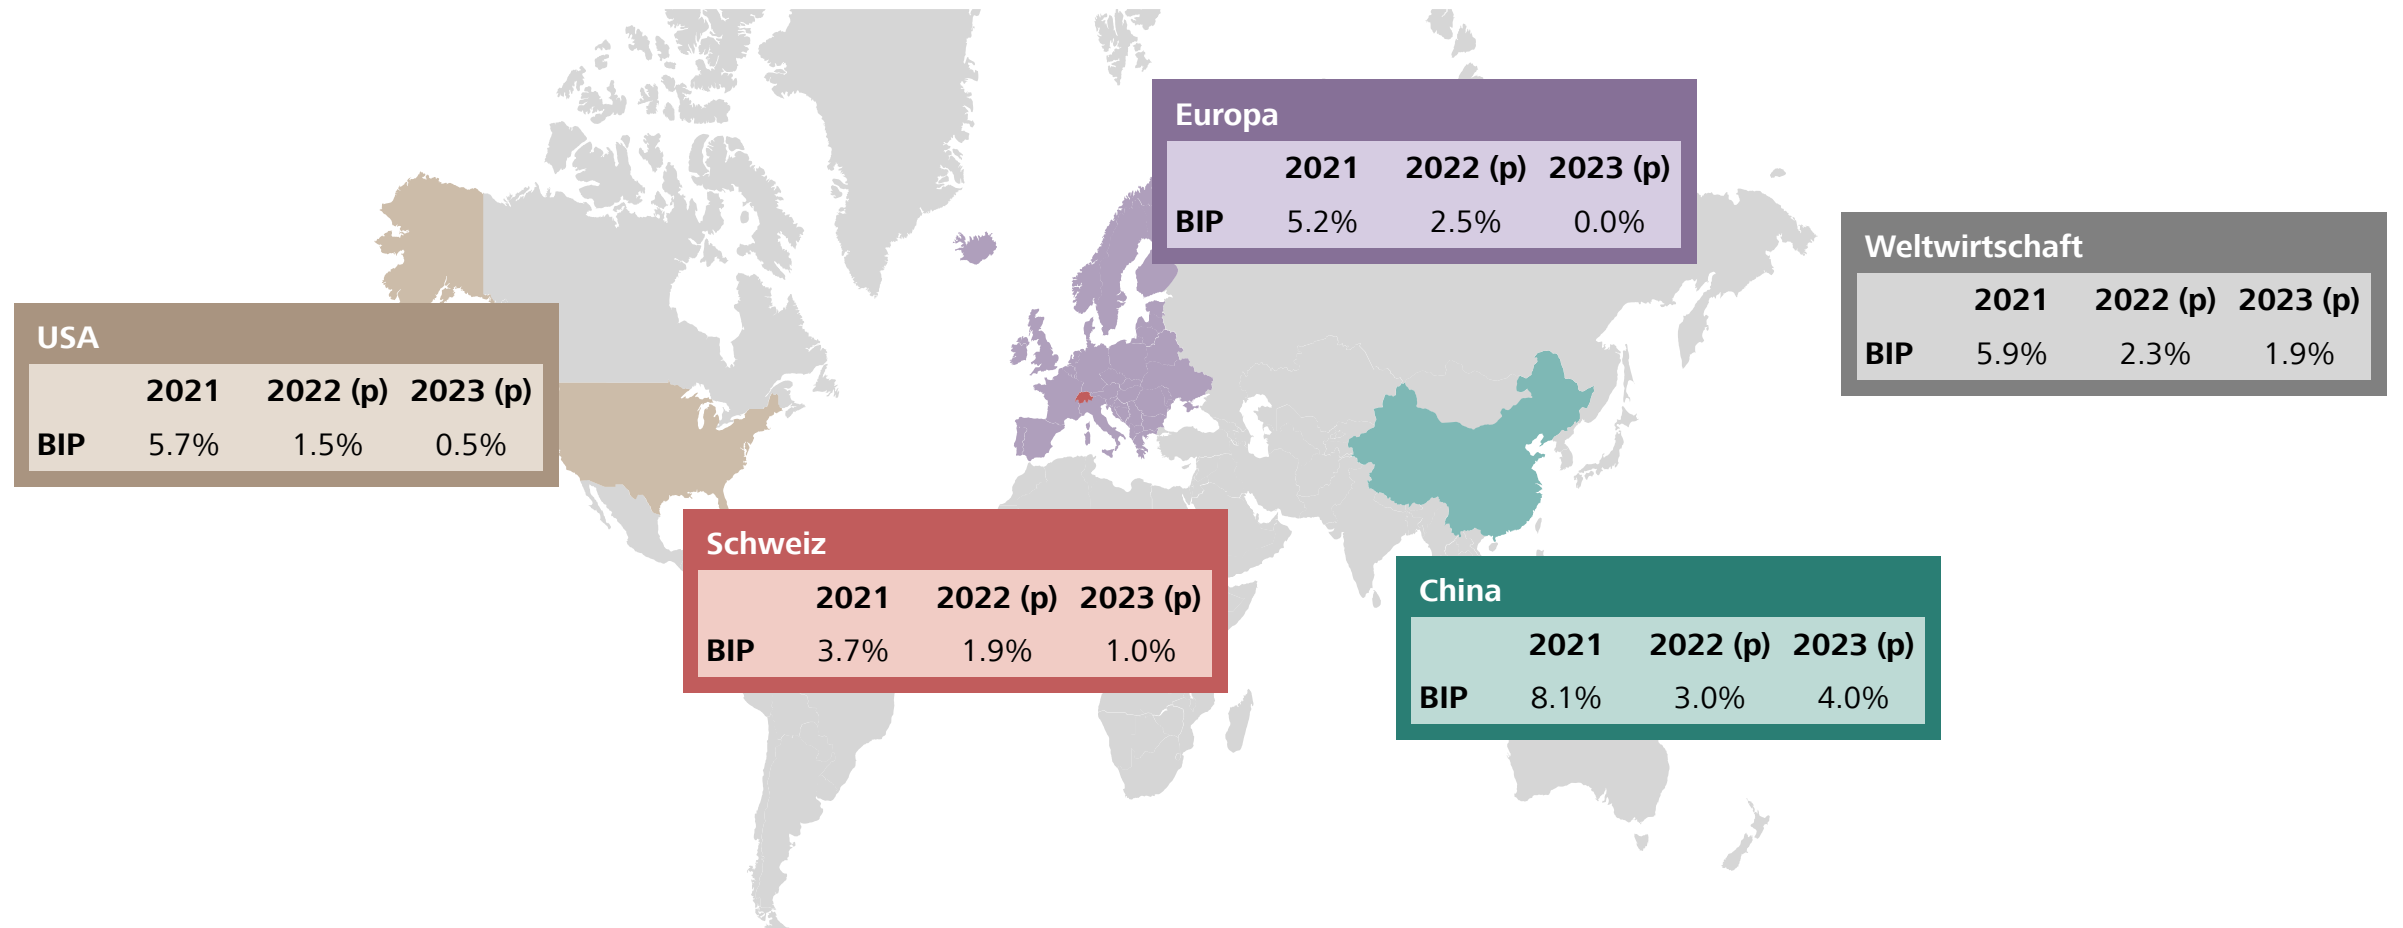 Europa
2021 2022 (p) 2023 (p)
BIP 5.2% 2.5% 0.0%
Weltwirtschaft
2021 2022 (p) 2023 (p)
BIP 5.9% 2.3% 1.9%
USA
2021 2022 (p) 2023 (p)
BIP 5.7% 1.5% 0.5%
Schweiz
2021 2022 (p) 2023 (p)
BIP 3.7% 1.9% 1.0%
China
2021 2022 (p) 2023 (p)
BIP 8.1% 3.0% 4.0%